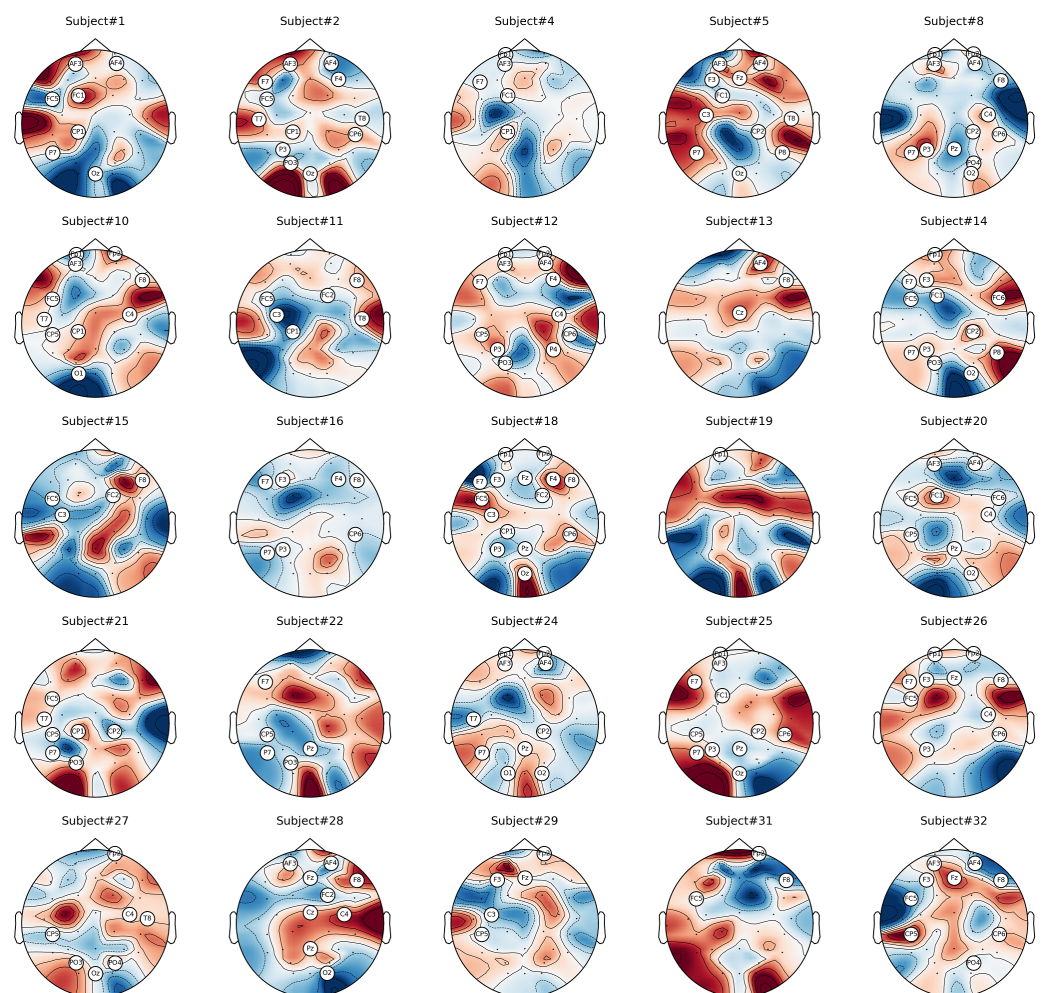 Subject#1 Subject#2 Subject#4 Subject#5 Subject#8
AF3 AF4 FC5 FC1 CP1 P7 Oz
AF3 AF4 F7 F4 FC5 T7 T8 CP1 CP6 P3 PO3 Oz
Fp1 AF3 F7 FC1 CP1
AF3 AF4 F3 Fz FC1 C3 T8 CP2 P7 P8 Oz
Fp1 Fp2 AF3 AF4 F8 C4 CP2 CP6 P7 P3 Pz PO4 O2
Subject#10 Subject#11 Subject#12 Subject#13 Subject#14
Fp1 Fp2 AF3 F8 FC5 T7 C4 CP5 CP1 O1
F8 FC5 FC2 C3 T8 CP1
Fp1 Fp2 AF3 AF4 F7 F4 C4 CP5 CP6 P3 P4 PO3
AF4 F8 Cz
Fp1 F7 F3 FC5 FC1 FC6 CP2 P7 P3 P8 PO3 O2
Subject#15 Subject#16 Subject#18 Subject#19 Subject#20
F8 FC5 FC2 C3
F7 F3 F4 F8 CP6 P7 P3
Fp1 Fp2 F7 F3 Fz F4 F8 FC5 FC2 C3 CP1 CP6 P3 Pz Oz
Fp1
AF3 AF4 FC5 FC1 FC6 C4 CP5 Pz O2
Subject#21 Subject#22 Subject#24 Subject#25 Subject#26
FC5 T7 CP5 CP1 CP2 P7 PO3
F7 CP5 P7 Pz PO3
Fp1 Fp2 AF3 AF4 T7 CP2 P7 Pz O1 O2
Fp1 AF3 F7 FC1 CP5 CP2 CP6 P7 P3 Pz Oz
Fp1 Fp2 F7 F3 Fz F8 FC5 C4 CP6 P3
Subject#27 Subject#28 Subject#29 Subject#31 Subject#32
Fp2 C4 T8 CP5 PO3 PO4 Oz
AF3 AF4 Fz F8 FC2 Cz C4 Pz O2
Fp2 F3 Fz C3 CP5
Fp2 F8 FC5
AF3 AF4 F3 Fz F8 FC5 CP5 CP6 PO4